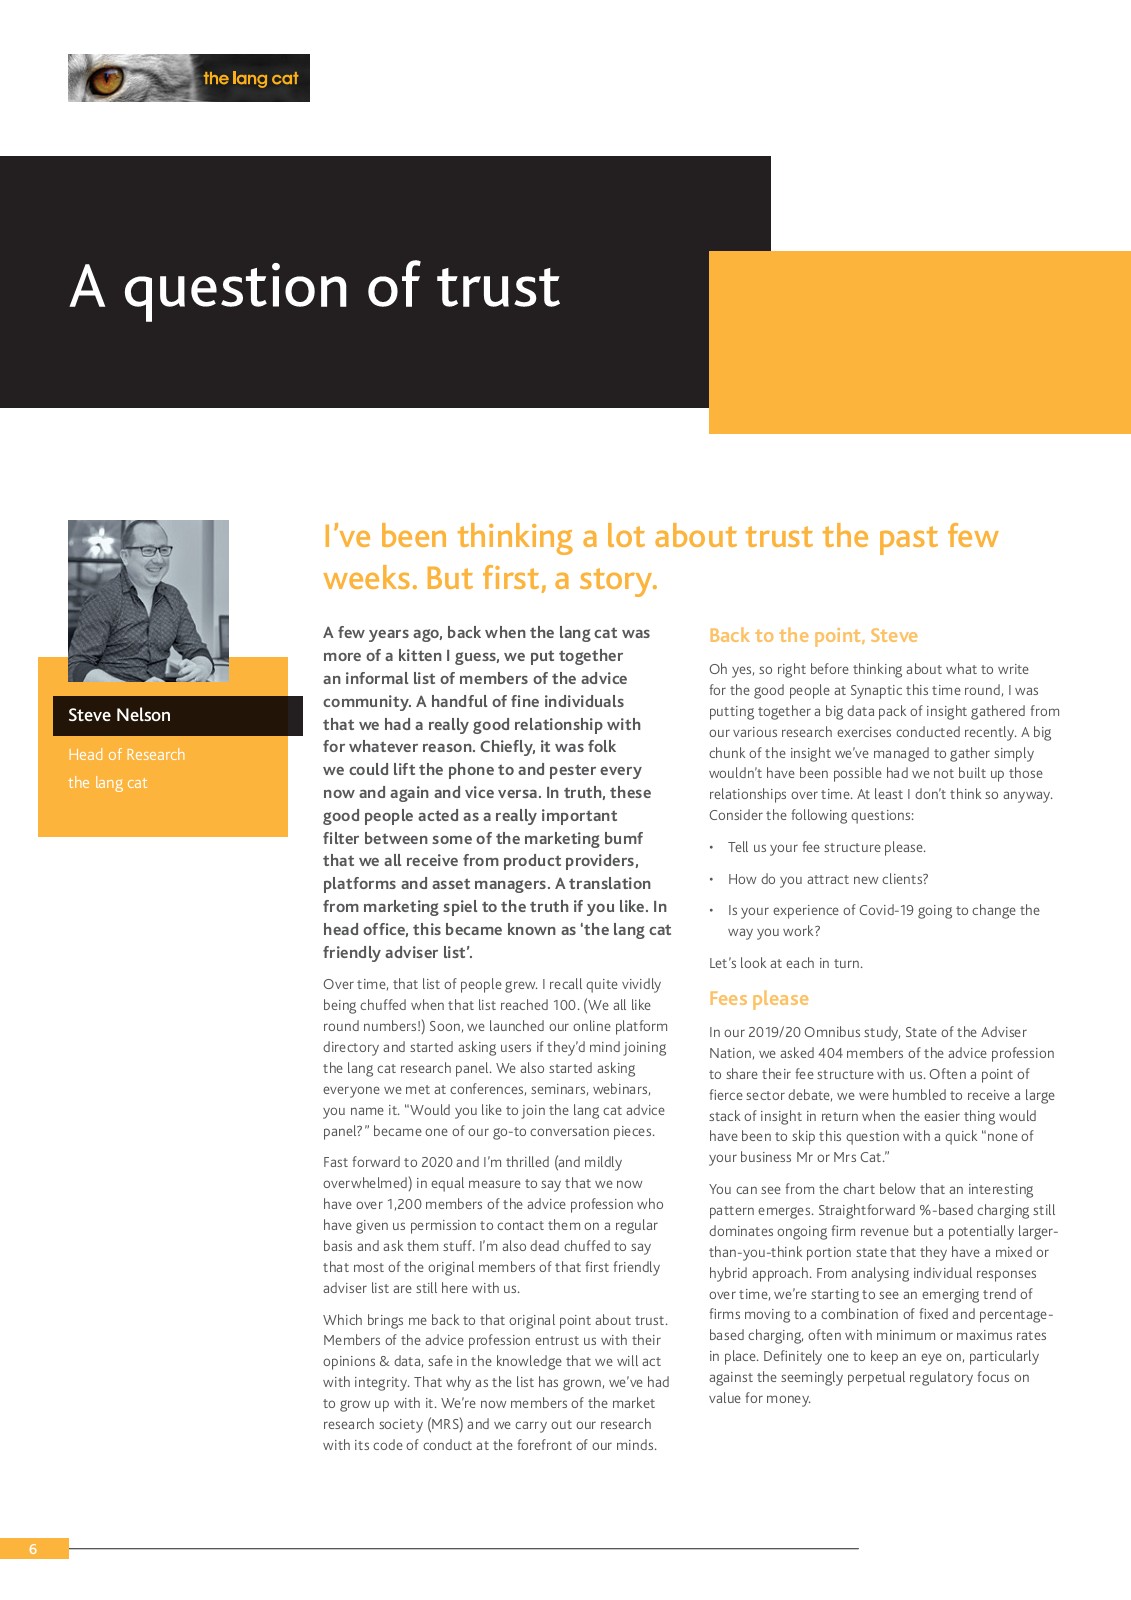 the lang cat
A question of trust
Steve Nelson
Head of Research
the lang cat
I’ve been thinking a lot about trust the past few
weeks. But first, a story.
A few years ago, back when the lang cat was
more of a kitten I guess, we put together
an informal list of members of the advice
community. A handful of fine individuals
that we had a really good relationship with
for whatever reason. Chiefly, it was folk
we could lift the phone to and pester every
now and again and vice versa. In truth, these
good people acted as a really important
filter between some of the marketing bumf
that we all receive from product providers,
platforms and asset managers. A translation
from marketing spiel to the truth if you like. In
head office, this became known as ‘the lang cat
friendly adviser list’.
Over time, that list of people grew. I recall quite vividly
being chuffed when that list reached 100. (We all like
round numbers!) Soon, we launched our online platform
directory and started asking users if they’d mind joining
the lang cat research panel. We also started asking
everyone we met at conferences, seminars, webinars,
you name it. “Would you like to join the lang cat advice
panel?” became one of our go-to conversation pieces.
Fast forward to 2020 and I’m thrilled (and mildly
overwhelmed) in equal measure to say that we now
have over 1,200 members of the advice profession who
have given us permission to contact them on a regular
basis and ask them stuff. I’m also dead chuffed to say
that most of the original members of that first friendly
adviser list are still here with us.
Which brings me back to that original point about trust.
Members of the advice profession entrust us with their
opinions & data, safe in the knowledge that we will act
with integrity. That why as the list has grown, we’ve had
to grow up with it. We’re now members of the market
research society (MRS) and we carry out our research
with its code of conduct at the forefront of our minds.
Back to the point, Steve
Oh yes, so right before thinking about what to write
for the good people at Synaptic this time round, I was
putting together a big data pack of insight gathered from
our various research exercises conducted recently. A big
chunk of the insight we’ve managed to gather simply
wouldn’t have been possible had we not built up those
relationships over time. At least I don’t think so anyway.
Consider the following questions:
• Tell us your fee structure please.
• How do you attract new clients?
• Is your experience of Covid-19 going to change the
way you work?
Let’s look at each in turn.
Fees please
In our 2019/20 Omnibus study, State of the Adviser
Nation, we asked 404 members of the advice profession
to share their fee structure with us. Often a point of
fierce sector debate, we were humbled to receive a large
stack of insight in return when the easier thing would
have been to skip this question with a quick “none of
your business Mr or Mrs Cat.”
You can see from the chart below that an interesting
pattern emerges. Straightforward %-based charging still
dominates ongoing firm revenue but a potentially larger-
than-you-think portion state that they have a mixed or
hybrid approach. From analysing individual responses
over time, we’re starting to see an emerging trend of
firms moving to a combination of fixed and percentage-
based charging, often with minimum or maximus rates
in place. Definitely one to keep an eye on, particularly
against the seemingly perpetual regulatory focus on
value for money.
6